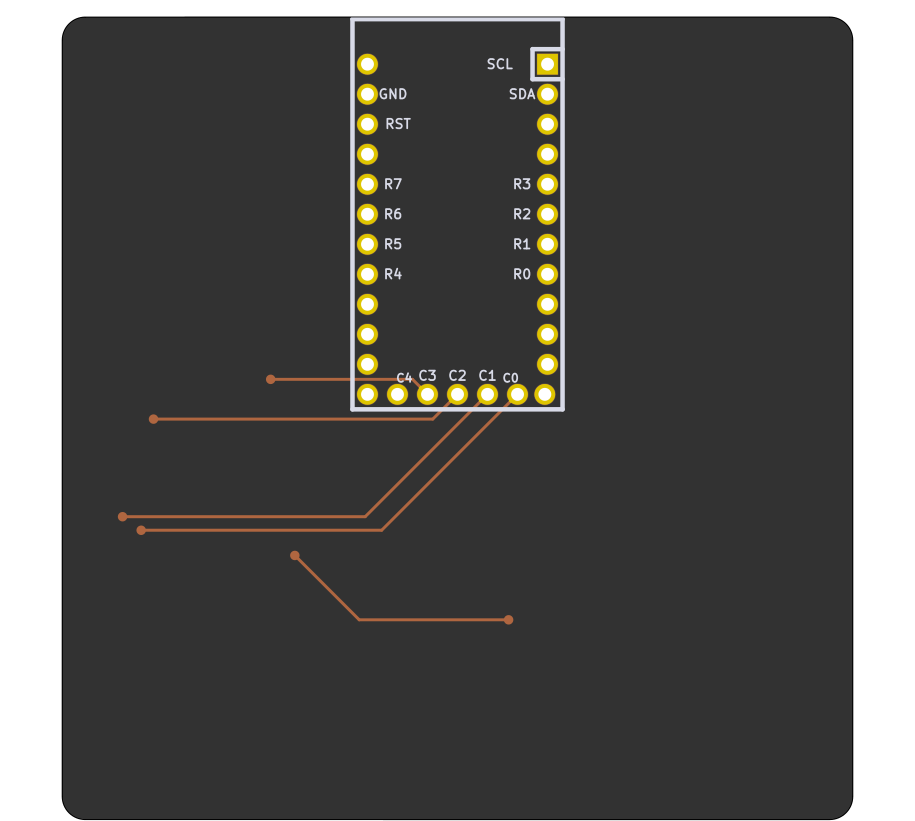 SCL
GND SDA
RST
R7 R3
R6 R2
R5 R1
R4 R0
C4 C3 C2 C1 C0